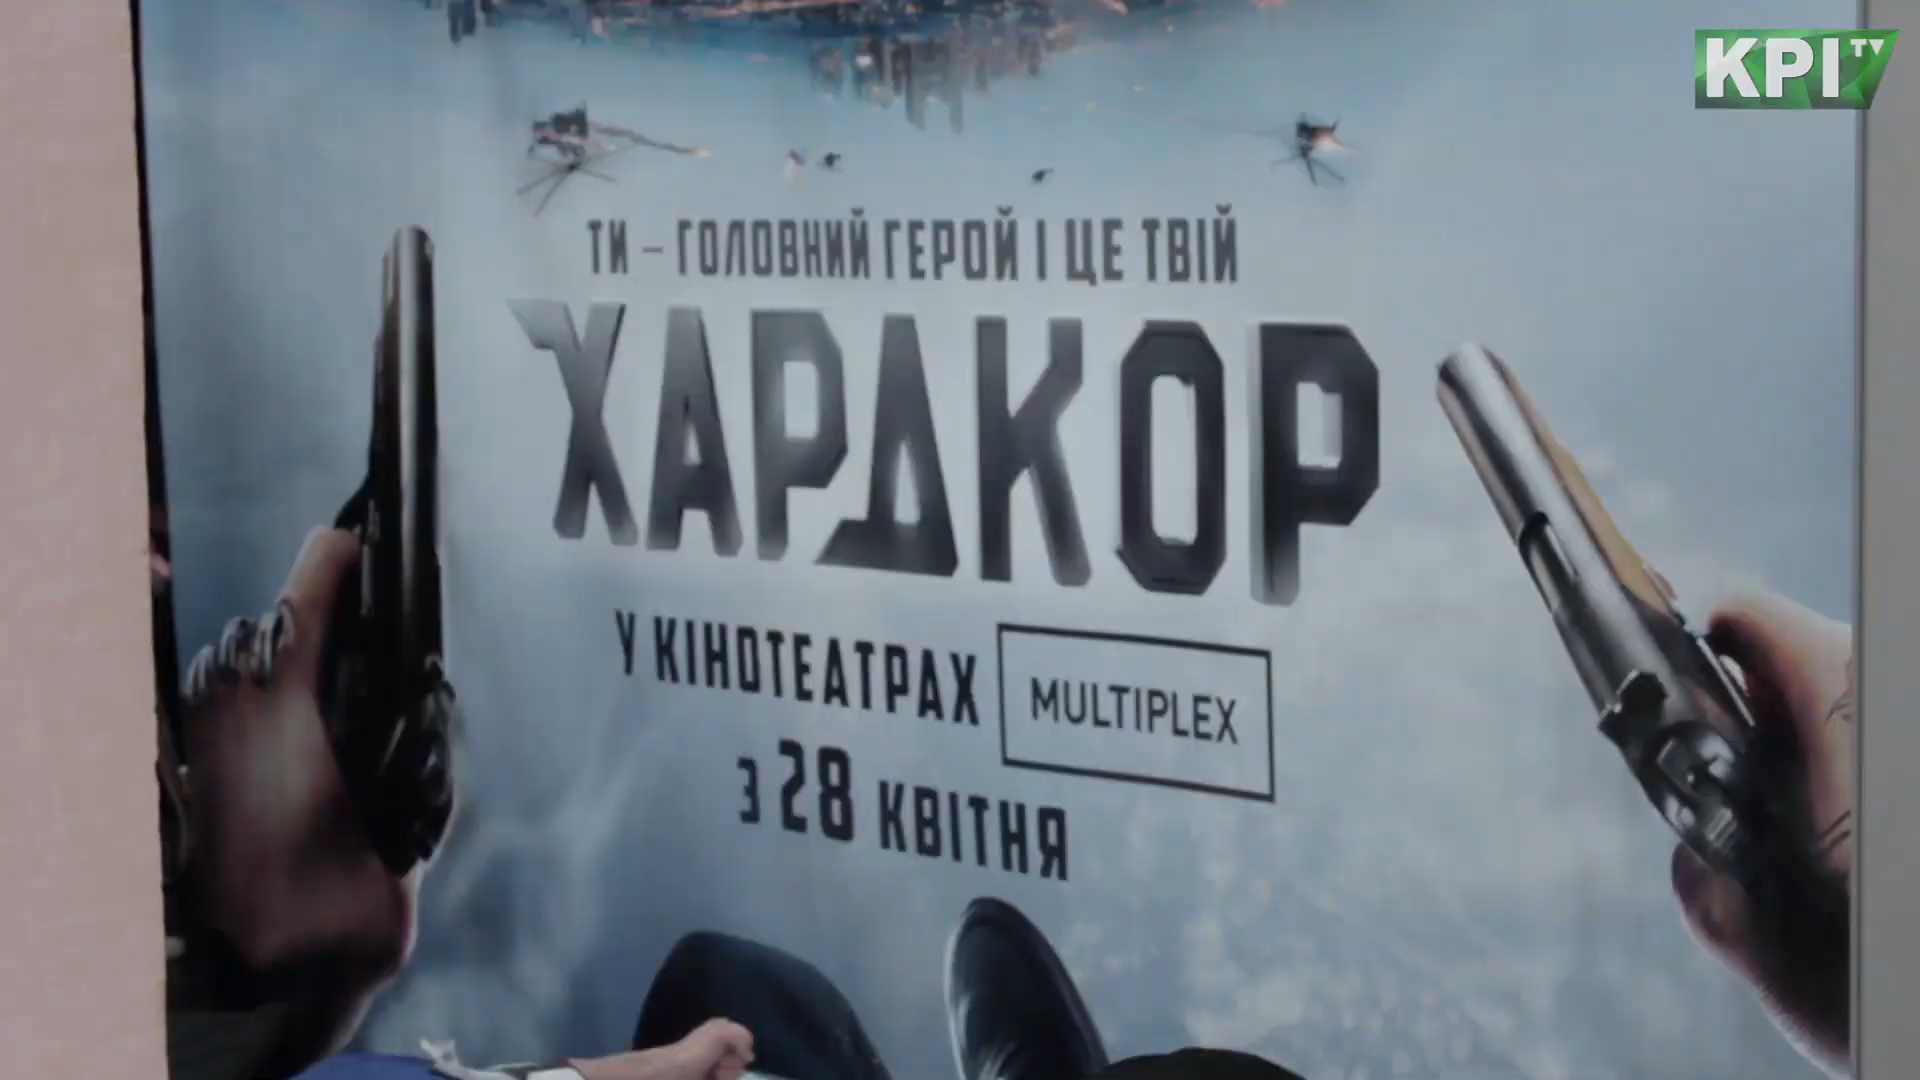 KPI TV
ТИ – ГОЛОВНИЙ ГЕРОЙ І ЦЕ ТВІЙ
ХАРДКОР
У КІНОТЕАТРАХ MULTIPLEX
З 28 КВІТНЯ